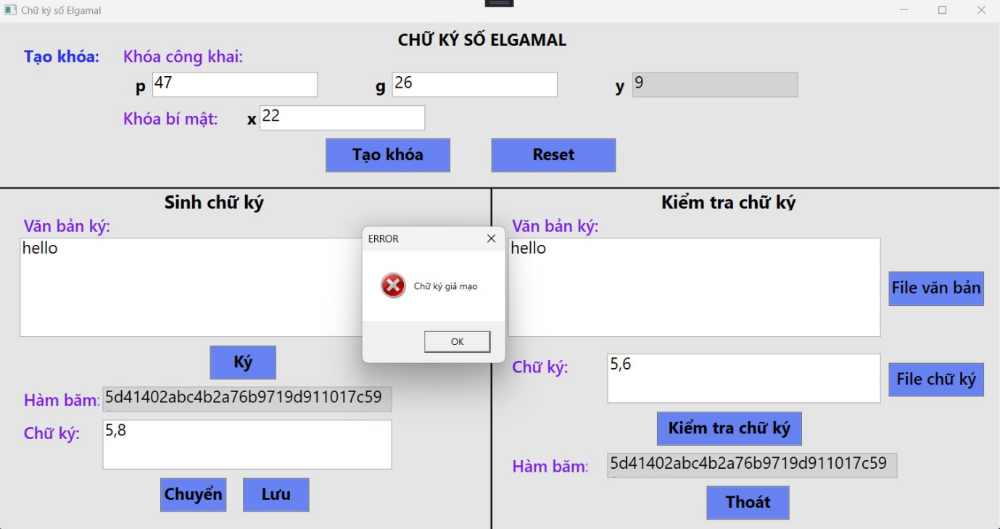 Chữ ký số Elgamal
CHỮ KÝ SỐ ELGAMAL
Tạo khóa:
Khóa công khai:
p
47
g
26
y
9
Khóa bí mật:
x
22
Tạo khóa
Reset
Sinh chữ ký
Văn bản ký:
hello
Ký
Hàm băm:
5d41402abc4b2a76b9719d911017c59
Chữ ký:
5,8
Chuyển
Lưu
ERROR
Chữ ký giả mạo
OK
Kiểm tra chữ ký
Văn bản ký:
hello
File văn bản
Chữ ký:
5,6
File chữ ký
Kiểm tra chữ ký
Hàm băm:
5d41402abc4b2a76b9719d911017c59
Thoát